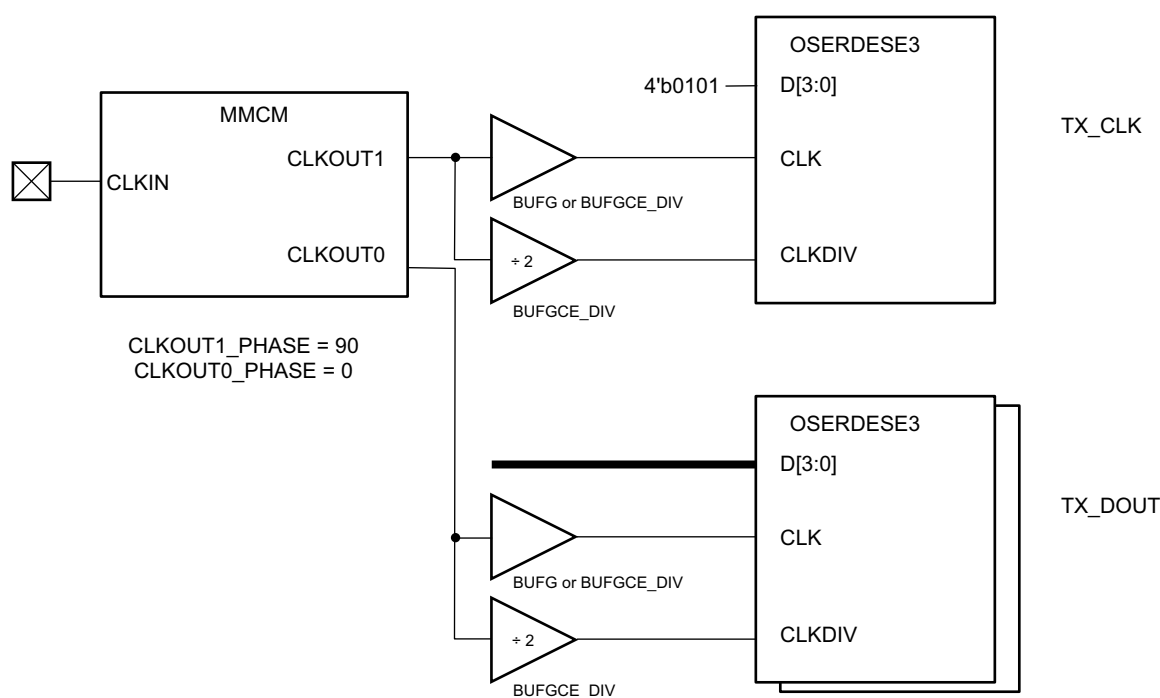 OSERDESE3
4'b0101
D[3:0]
MMCM
TX_CLK
CLKOUT1
CLK
CLKIN
BUFG or BUFGCE_DIV
CLKOUT0
÷ 2
CLKDIV
BUFGCE_DIV
CLKOUT1_PHASE = 90
CLKOUT0_PHASE = 0
OSERDESE3
D[3:0]
TX_DOUT
CLK
BUFG or BUFGCE_DIV
÷ 2
CLKDIV
BUFGCE_DIV